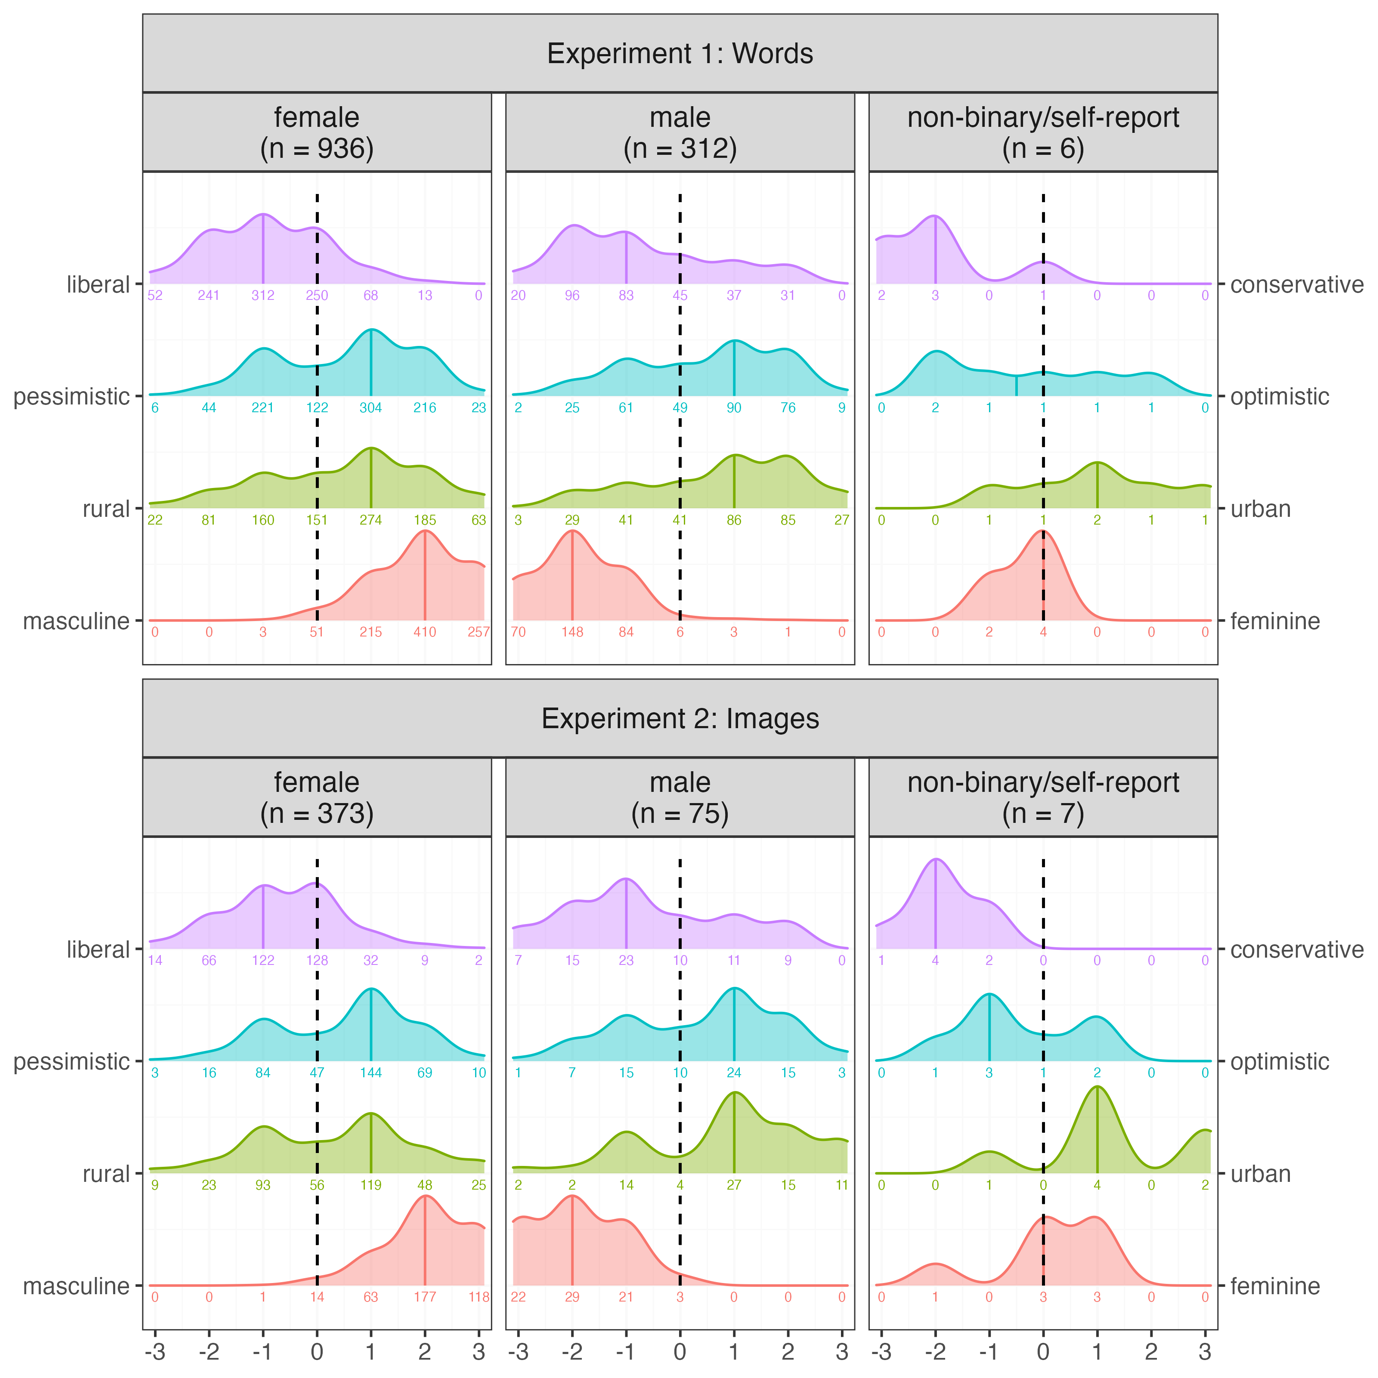 Experiment 1: Words
female
(n = 936)
male
(n = 312)
non-binary/self-report
(n = 6)
liberal
conservative
52 241 312 250 68 13 0
20 96 83 45 37 31 0
2 3 0 1 0 0 0
pessimistic
optimistic
6 44 221 122 304 216 23
2 25 61 49 90 76 9
0 2 1 1 1 1 0
rural
urban
22 81 160 151 274 185 63
3 29 41 41 86 85 27
0 0 1 1 2 1 1
masculine
feminine
0 0 3 51 215 410 257
70 148 84 6 3 1 0
0 0 2 4 0 0 0
Experiment 2: Images
female
(n = 373)
male
(n = 75)
non-binary/self-report
(n = 7)
liberal
conservative
14 66 122 128 32 9 2
7 15 23 10 11 9 0
1 4 2 0 0 0 0
pessimistic
optimistic
3 16 84 47 144 69 10
1 7 15 10 24 15 3
0 1 3 1 2 0 0
rural
urban
9 23 93 56 119 48 25
2 2 14 4 27 15 11
0 0 1 0 4 0 2
masculine
feminine
0 0 1 14 63 177 118
22 29 21 3 0 0 0
0 1 0 3 3 0 0
-3 -2 -1 0 1 2 3
-3 -2 -1 0 1 2 3
-3 -2 -1 0 1 2 3